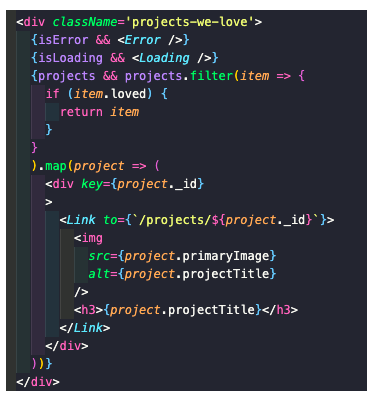 <div className='projects-we-love'>
  {isError && <Error />}
  {isLoading && <Loading />}
  {projects && projects.filter(item => {
    if (item.loved) {
      return item
    }
  }
  ).map(project => (
    <div key={project._id}
    >
      <Link to={`/projects/${project._id}`}>
        <img
          src={project.primaryImage}
          alt={project.projectTitle}
        />
        <h3>{project.projectTitle}</h3>
      </Link>
    </div>
  ))}
</div>